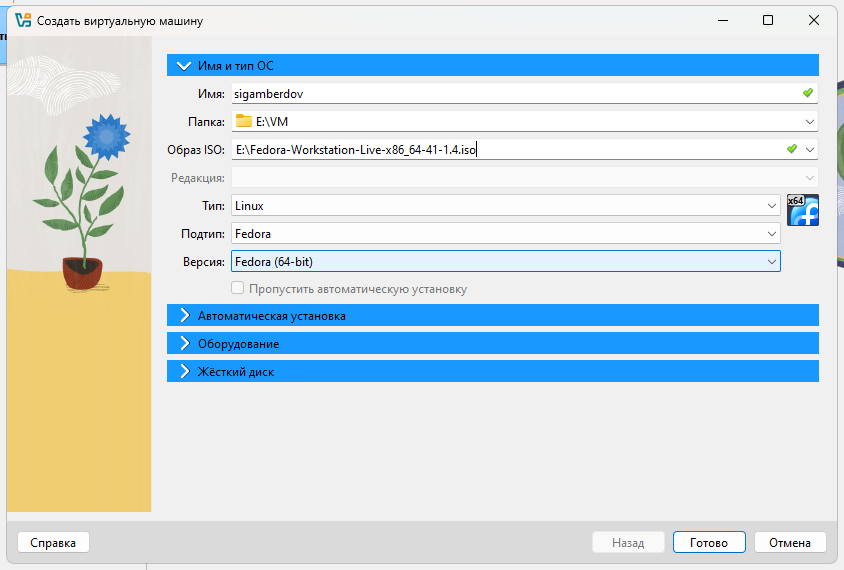 Создать виртуальную машину
Имя и тип ОС
Имя: sigamberdov
Папка: E:\VM
Образ ISO: E:\Fedora-Workstation-Live-x86_64-41-1.4.iso
Редакция:
Тип: Linux
x64
Подтип: Fedora
Версия: Fedora (64-bit)
Пропустить автоматическую установку
Автоматическая установка
Оборудование
Жёсткий диск
Справка Назад Готово Отмена